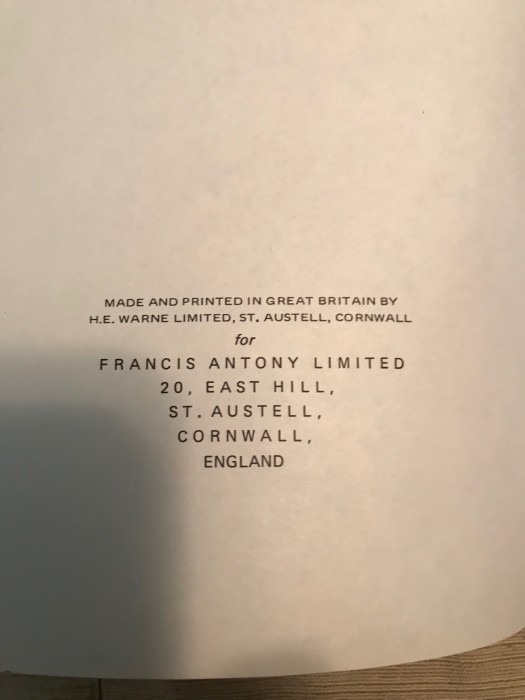 MADE AND PRINTED IN GREAT BRITAIN BY
H.E. WARNE LIMITED, ST. AUSTELL, CORNWALL
for
FRANCIS ANTONY LIMITED
20, EAST HILL,
ST. AUSTELL,
CORNWALL,
ENGLAND